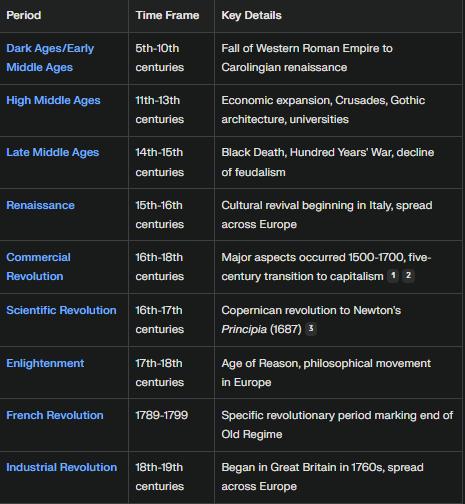 Period Time Frame Key Details
Dark Ages/Early 5th-10th Fall of Western Roman Empire to
Middle Ages centuries Carolingian renaissance
High Middle Ages 11th-13th Economic expansion, Crusades, Gothic
centuries architecture, universities
Late Middle Ages 14th-15th Black Death, Hundred Years' War, decline
centuries of feudalism
Renaissance 15th-16th Cultural revival beginning in Italy, spread
centuries across Europe
Commercial 16th-18th Major aspects occurred 1500-1700, five-
Revolution centuries century transition to capitalism 1 2
Scientific Revolution 16th-17th Copernican revolution to Newton's
centuries Principia (1687) 3
Enlightenment 17th-18th Age of Reason, philosophical movement
centuries in Europe
French Revolution 1789-1799 Specific revolutionary period marking end of
Old Regime
Industrial Revolution 18th-19th Began in Great Britain in 1760s, spread
centuries across Europe